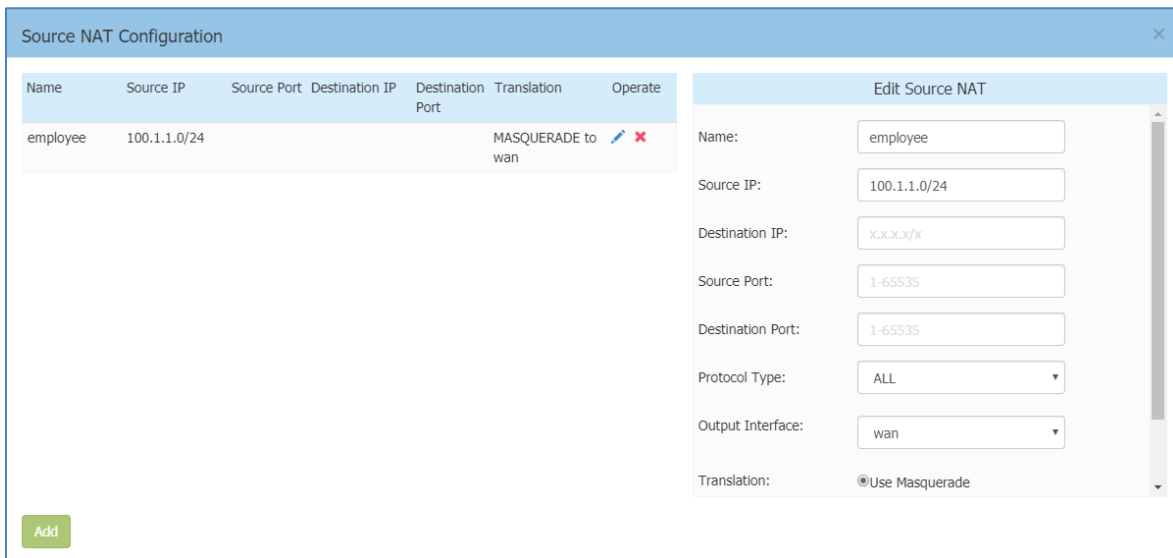 Source NAT Configuration
×
Name Source IP Source Port Destination IP Destination Port Translation Operate
employee 100.1.1.0/24 MASQUERADE to wan
Add
Edit Source NAT
Name: employee
Source IP: 100.1.1.0/24
Destination IP: x.x.x.x/x
Source Port: 1-65535
Destination Port: 1-65535
Protocol Type: ALL
Output Interface: wan
Translation: Use Masquerade